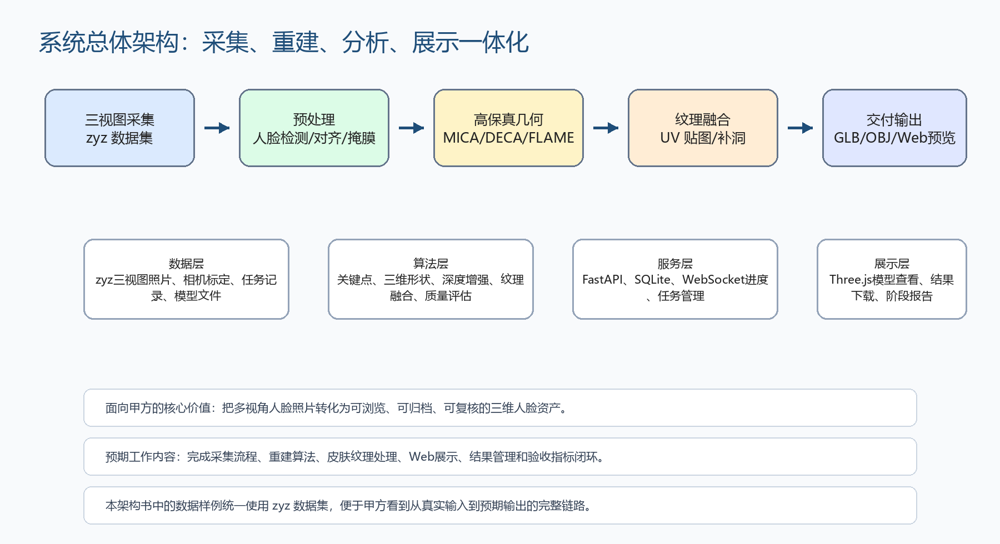 系统总体架构：采集、重建、分析、展示一体化
三视图采集
zyz 数据集
预处理
人脸检测/对齐/掩膜
高保真几何
MICA/DECA/FLAME
纹理融合
UV 贴图/补洞
交付输出
GLB/OBJ/Web预览
数据层
zyz三视图照片、相机标定、任务记
录、模型文件
算法层
关键点、三维形状、深度增强、纹理
融合、质量评估
服务层
FastAPI、SQLite、WebSocket进度
、任务管理
展示层
Three.js模型查看、结果
下载、阶段报告
面向甲方的核心价值：把多视角人脸照片转化为可浏览、可归档、可复核的三维人脸资产。
预期工作内容：完成采集流程、重建算法、皮肤纹理处理、Web展示、结果管理和验收指标闭环。
本架构书中的数据样例统一使用 zyz 数据集，便于甲方看到从真实输入到预期输出的完整链路。